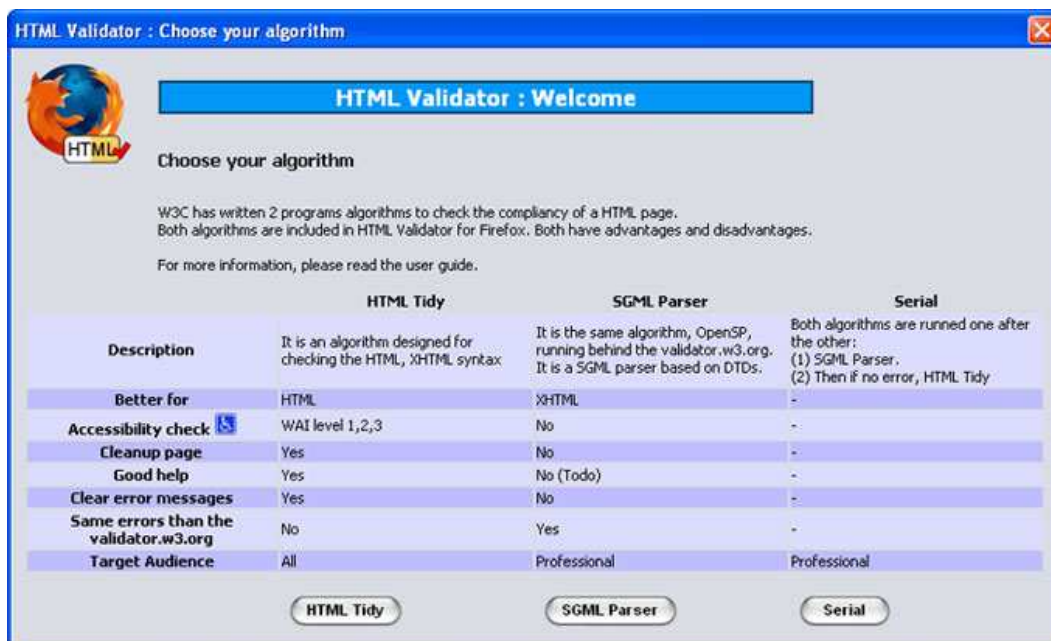 HTML Validator : Choose your algorithm
HTML
HTML Validator : Welcome
Choose your algorithm
W3C has written 2 programs algorithms to check the compliancy of a HTML page.
Both algorithms are included in HTML Validator for Firefox. Both have advantages and disadvantages.
For more information, please read the user guide.
HTML Tidy SGML Parser Serial
Description
It is an algorithm designed for
checking the HTML, XHTML syntax
It is the same algorithm, OpenSP,
running behind the validator.w3.org.
It is a SGML parser based on DTDs.
Both algorithms are runned one after
the other:
(1) SGML Parser.
(2) Then if no error, HTML Tidy
Better for HTML XHTML -
Accessibility check WAI level 1,2,3 No -
Cleanup page Yes No -
Good help Yes No (Todo) -
Clear error messages Yes No -
Same errors than the
validator.w3.org
No Yes -
Target Audience All Professional Professional
HTML Tidy SGML Parser Serial